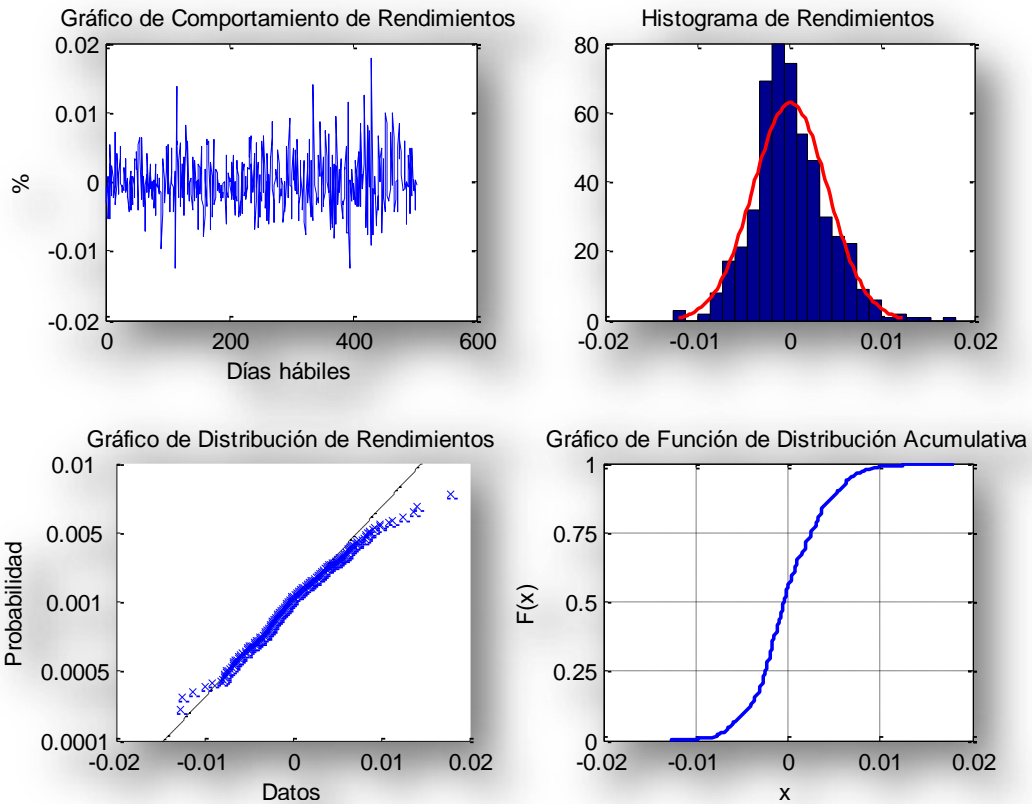 Gráfico de Comportamiento de Rendimientos
0.02
0.01
0
-0.01
-0.02
%
0 200 400 600
Días hábiles
Histograma de Rendimientos
80
60
40
20
0
-0.02 -0.01 0 0.01 0.02
Gráfico de Distribución de Rendimientos
0.01
0.005
0.001
0.0005
0.0001
Probabilidad
-0.02 -0.01 0 0.01 0.02
Datos
Gráfico de Función de Distribución Acumulativa
1
0.75
0.5
0.25
0
F(x)
-0.02 -0.01 0 0.01 0.02
x